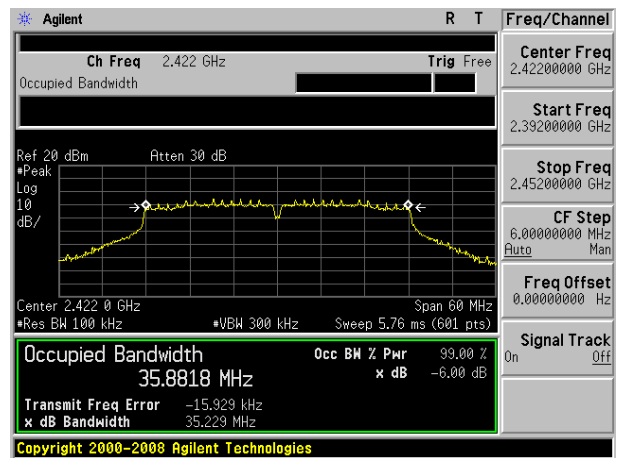 Agilent R T Freq/Channel
Ch Freq 2.422 GHz Trig Free
Occupied Bandwidth
Center Freq
2.42200000 GHz
Start Freq
2.39200000 GHz
Stop Freq
2.45200000 GHz
CF Step
6.00000000 MHz
Auto Man
Freq Offset
0.00000000 Hz
Signal Track
On Off
Ref 20 dBm Atten 30 dB
#Peak
Log
10
dB/
Center 2.422 0 GHz Span 60 MHz
#Res BW 100 kHz #VBW 300 kHz Sweep 5.76 ms (601 pts)
Occupied Bandwidth Occ BW % Pwr 99.00 %
35.8818 MHz x dB -6.00 dB
Transmit Freq Error -15.929 kHz
x dB Bandwidth 35.229 MHz
Copyright 2000-2008 Agilent Technologies